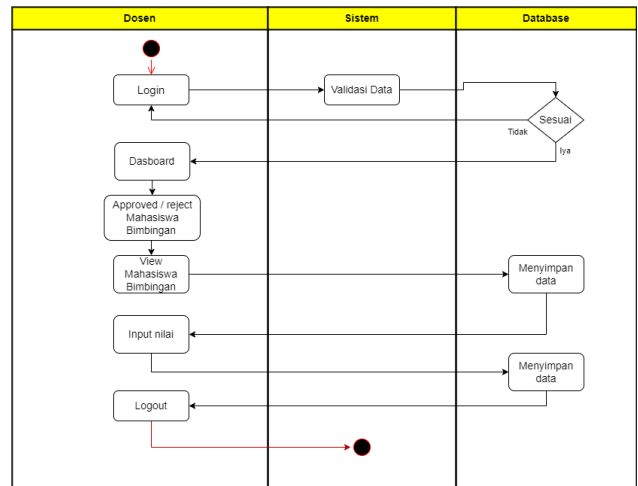 Dosen
Sistem
Database
Login
Validasi Data
Sesuai
Tidak
Iya
Dasboard
Approved / reject
Mahasiswa
Bimbingan
View
Mahasiswa
Bimbingan
Menyimpan
data
Input nilai
Menyimpan
data
Logout